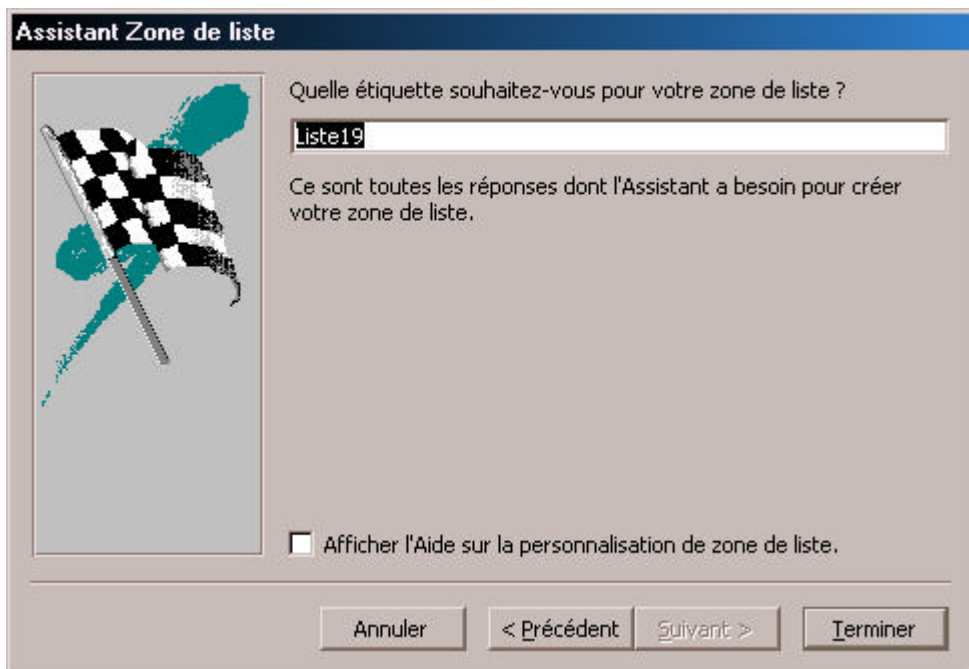 Assistant Zone de liste
Quelle étiquette souhaitez-vous pour votre zone de liste ?
Liste19
Ce sont toutes les réponses dont l'Assistant a besoin pour créer
votre zone de liste.
Afficher l'Aide sur la personnalisation de zone de liste.
Annuler
< Précédent
Suivant >
Terminer